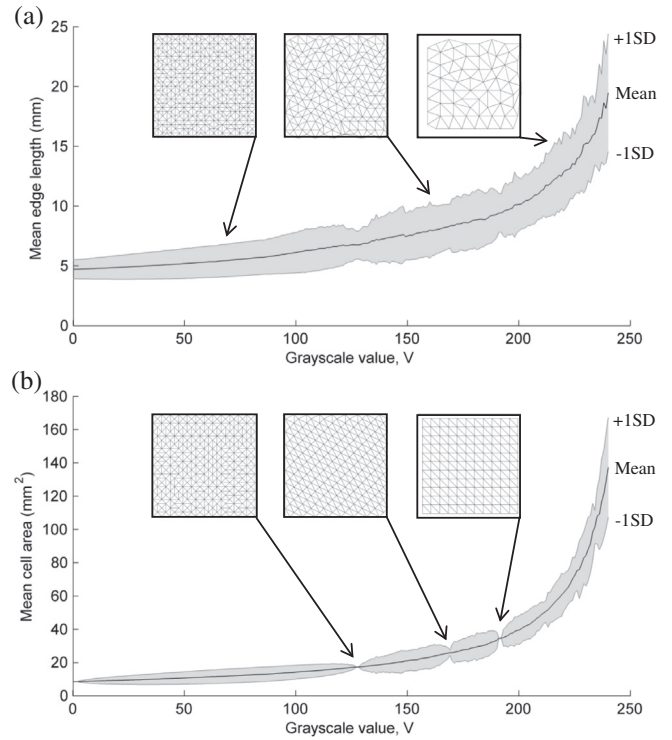 (a)
25
20
15
10
5
0
Mean edge length (mm)
+1SD
Mean
-1SD
0 50 100 150 200 250
Grayscale value, V
(b)
180
160
140
120
100
80
60
40
20
0
Mean cell area (mm²)
+1SD
Mean
-1SD
0 50 100 150 200 250
Grayscale value, V